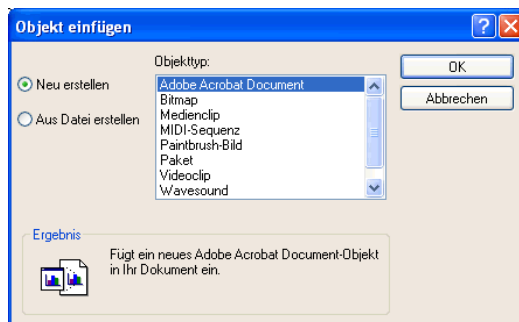 Objekt einfügen
Objekttyp:
Neu erstellen
Aus Datei erstellen
Adobe Acrobat Document
Bitmap
Medienclip
MIDI-Sequenz
Paintbrush-Bild
Paket
Videoclip
Wavesound
OK
Abbrechen
Ergebnis
Fügt ein neues Adobe Acrobat Document-Objekt
in Ihr Dokument ein.